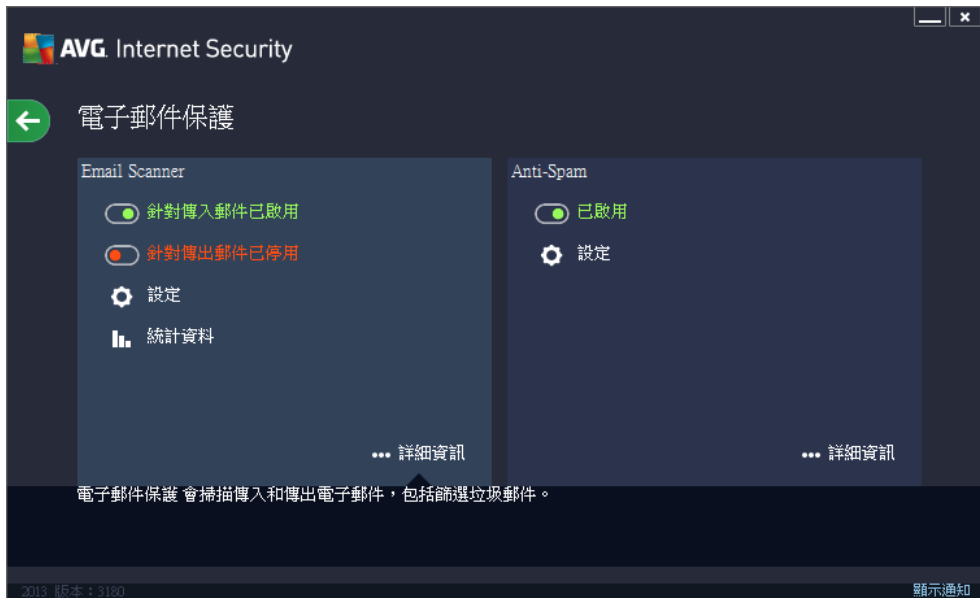 AVG. Internet Security
電子郵件保護
Email Scanner
針對傳入郵件已啟用
針對傳出郵件已停用
設定
統計資料
詳細資訊
Anti-Spam
已啟用
設定
詳細資訊
電子郵件保護 會掃描傳入和傳出電子郵件,包括篩選垃圾郵件。
2013 版本:3180
顯示通知